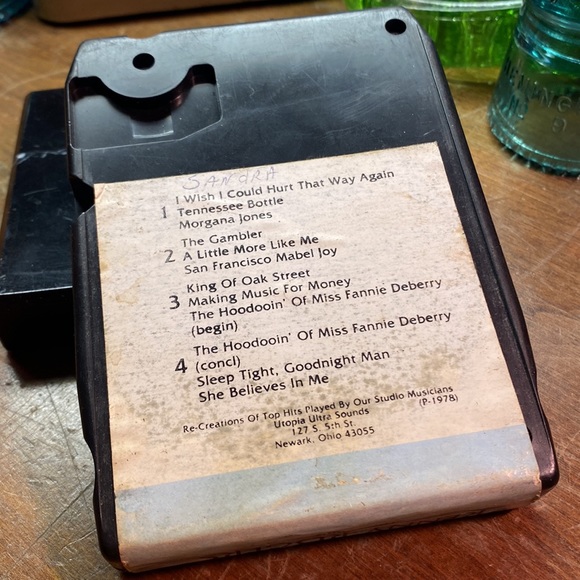 SANDRA
I Wish I Could Hurt That Way Again
1 Tennessee Bottle
Morgana Jones
The Gambler
2 A Little More Like Me
San Francisco Mabel Joy
King Of Oak Street
3 Making Music For Money
The Hoodooin' Of Miss Fannie Deberry
(begin)
The Hoodooin' Of Miss Fannie Deberry
4 (concl)
Sleep Tight, Goodnight Man
She Believes In Me
Re-Creations Of Top Hits Played By Our Studio Musicians
Utopia Ultra Sounds (P-1978)
127 S. 5th St.
Newark, Ohio 43055